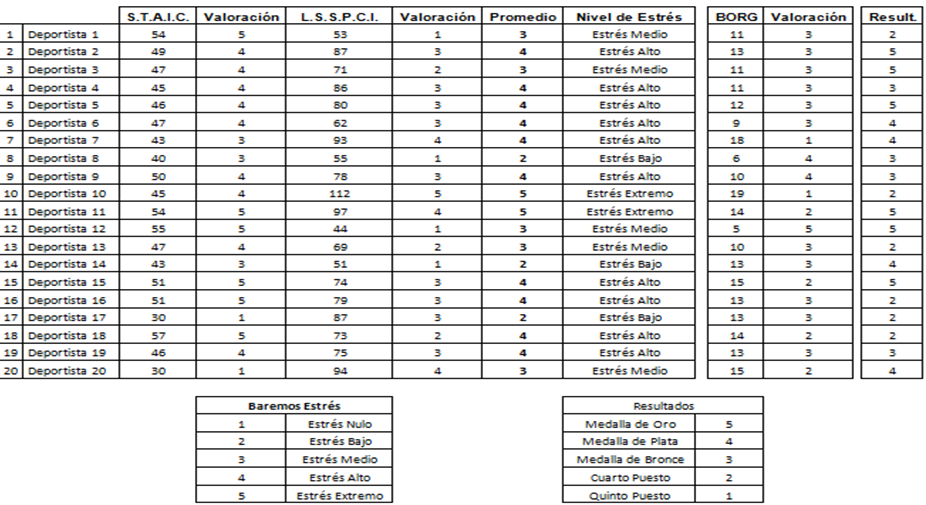 S.T.A.I.C. Valoración L.S.S.P.C.I. Valoración Promedio Nivel de Estrés BORG Valoración Result.
1 Deportista 1 54 5 53 1 3 Estrés Medio 11 3 2
2 Deportista 2 49 4 87 3 4 Estrés Alto 13 3 5
3 Deportista 3 47 4 71 2 3 Estrés Medio 11 3 5
4 Deportista 4 45 4 86 3 4 Estrés Alto 11 3 3
5 Deportista 5 46 4 80 3 4 Estrés Alto 12 3 5
6 Deportista 6 47 4 62 3 4 Estrés Alto 9 3 4
7 Deportista 7 43 3 93 4 4 Estrés Alto 18 1 4
8 Deportista 8 40 3 55 1 2 Estrés Bajo 6 4 3
9 Deportista 9 50 4 78 3 4 Estrés Alto 10 4 3
10 Deportista 10 45 4 112 5 5 Estrés Extremo 19 1 2
11 Deportista 11 54 5 97 4 5 Estrés Extremo 14 2 5
12 Deportista 12 55 5 44 1 3 Estrés Medio 5 5 5
13 Deportista 13 47 4 69 2 3 Estrés Medio 10 3 2
14 Deportista 14 43 3 51 1 2 Estrés Bajo 13 3 4
15 Deportista 15 51 5 74 3 4 Estrés Alto 15 2 5
16 Deportista 16 51 5 79 3 4 Estrés Alto 13 3 2
17 Deportista 17 30 1 87 3 2 Estrés Bajo 13 3 2
18 Deportista 18 57 5 73 2 4 Estrés Alto 14 2 2
19 Deportista 19 46 4 75 3 4 Estrés Alto 13 3 3
20 Deportista 20 30 1 94 4 3 Estrés Medio 15 2 4
Baremos Estrés
1 Estrés Nulo
2 Estrés Bajo
3 Estrés Medio
4 Estrés Alto
5 Estrés Extremo
Resultados
Medalla de Oro 5
Medalla de Plata 4
Medalla de Bronce 3
Cuarto Puesto 2
Quinto Puesto 1